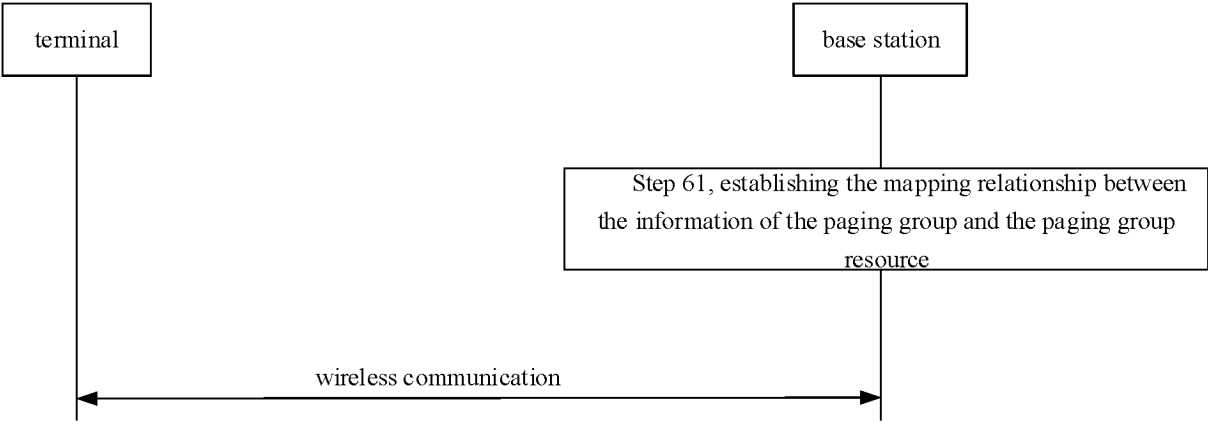 terminal
base station
Step 61, establishing the mapping relationship between
the information of the paging group and the paging group
resource
wireless communication